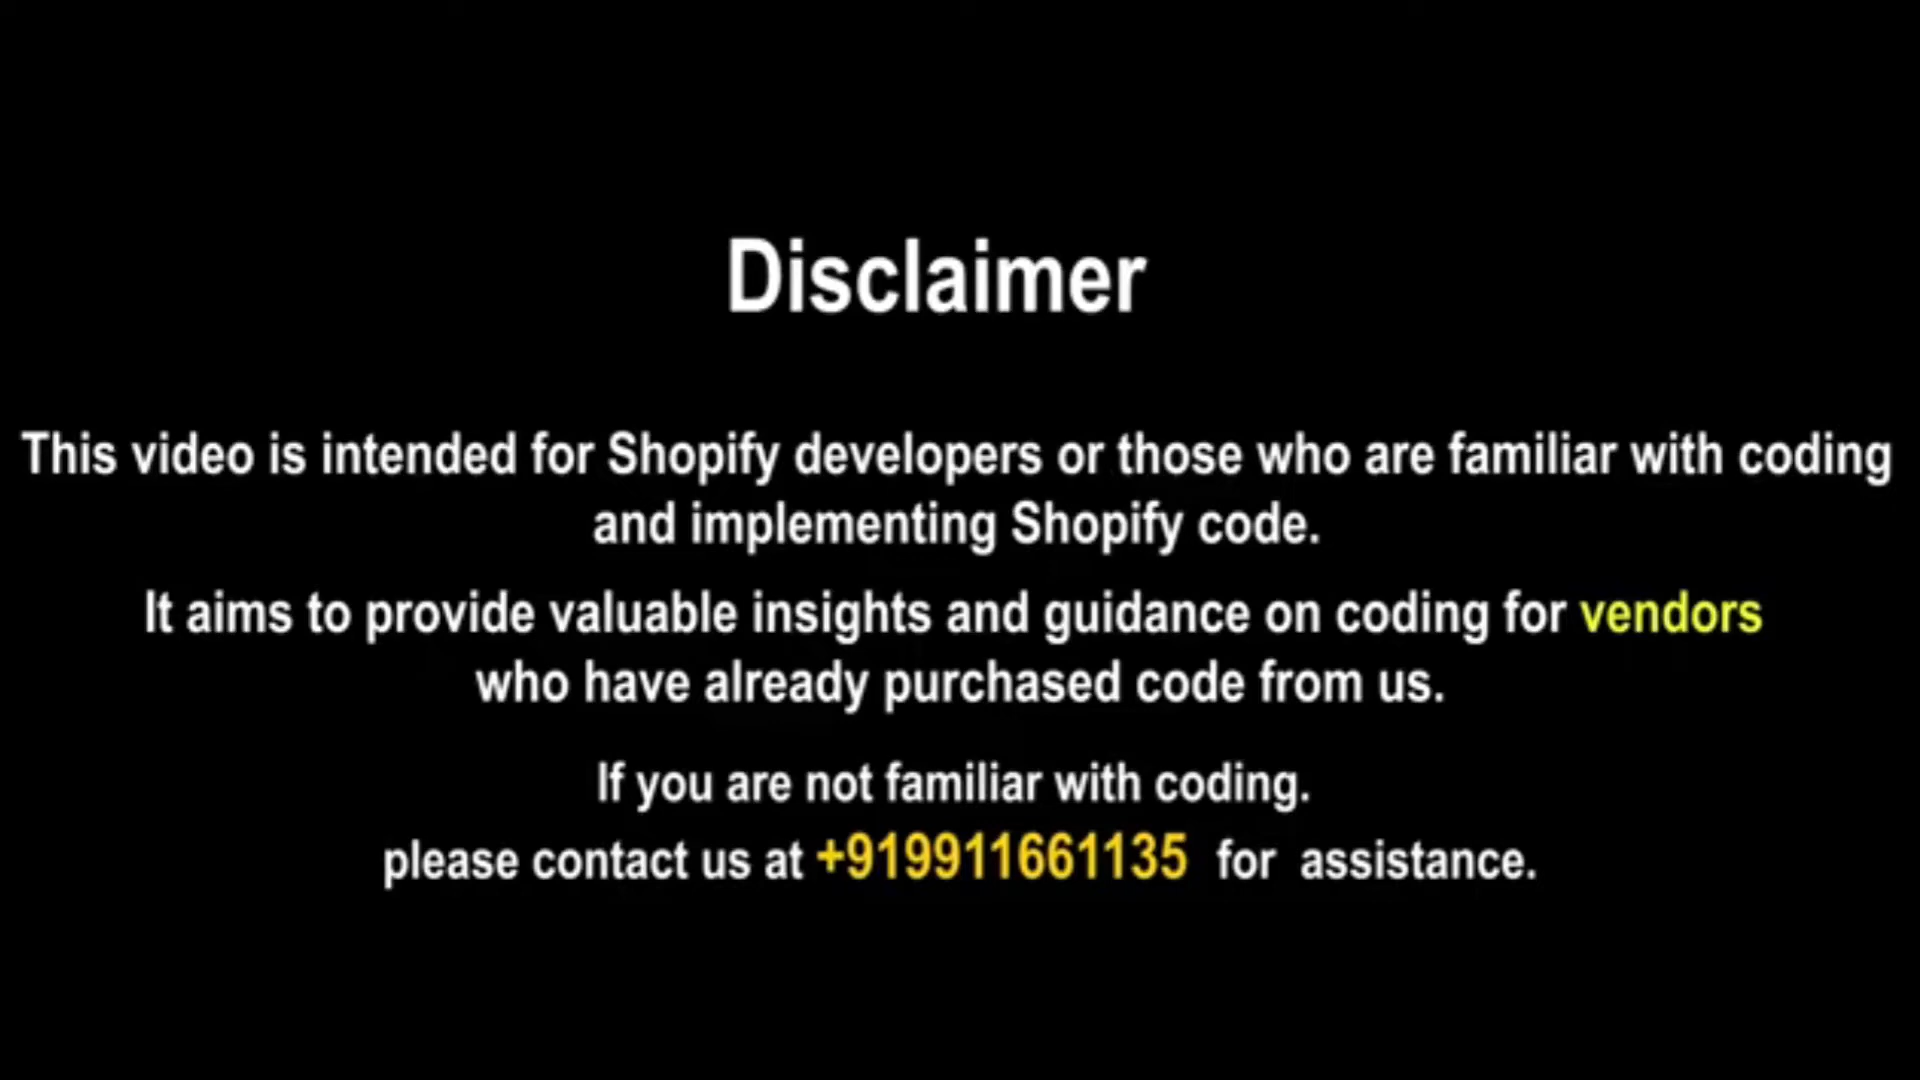 Disclaimer
This video is intended for Shopify developers or those who are familiar with coding
and implementing Shopify code.
It aims to provide valuable insights and guidance on coding for vendors
who have already purchased code from us.
If you are not familiar with coding.
please contact us at +919911661135 for assistance.